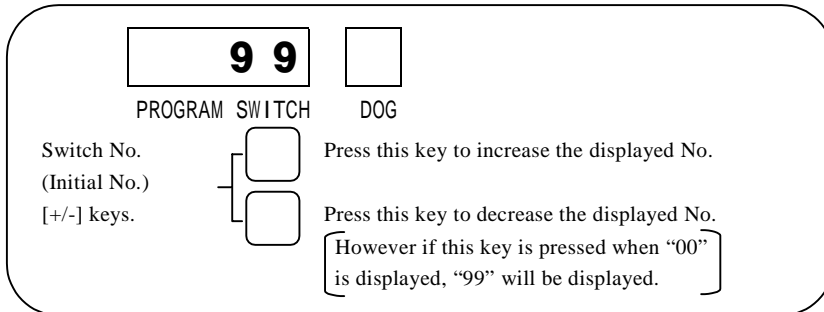 99
PROGRAM SWITCH DOG
Switch No. Press this key to increase the displayed No.
(Initial No.)
[+/-] keys. Press this key to decrease the displayed No.
However if this key is pressed when “00”
is displayed, “99” will be displayed.